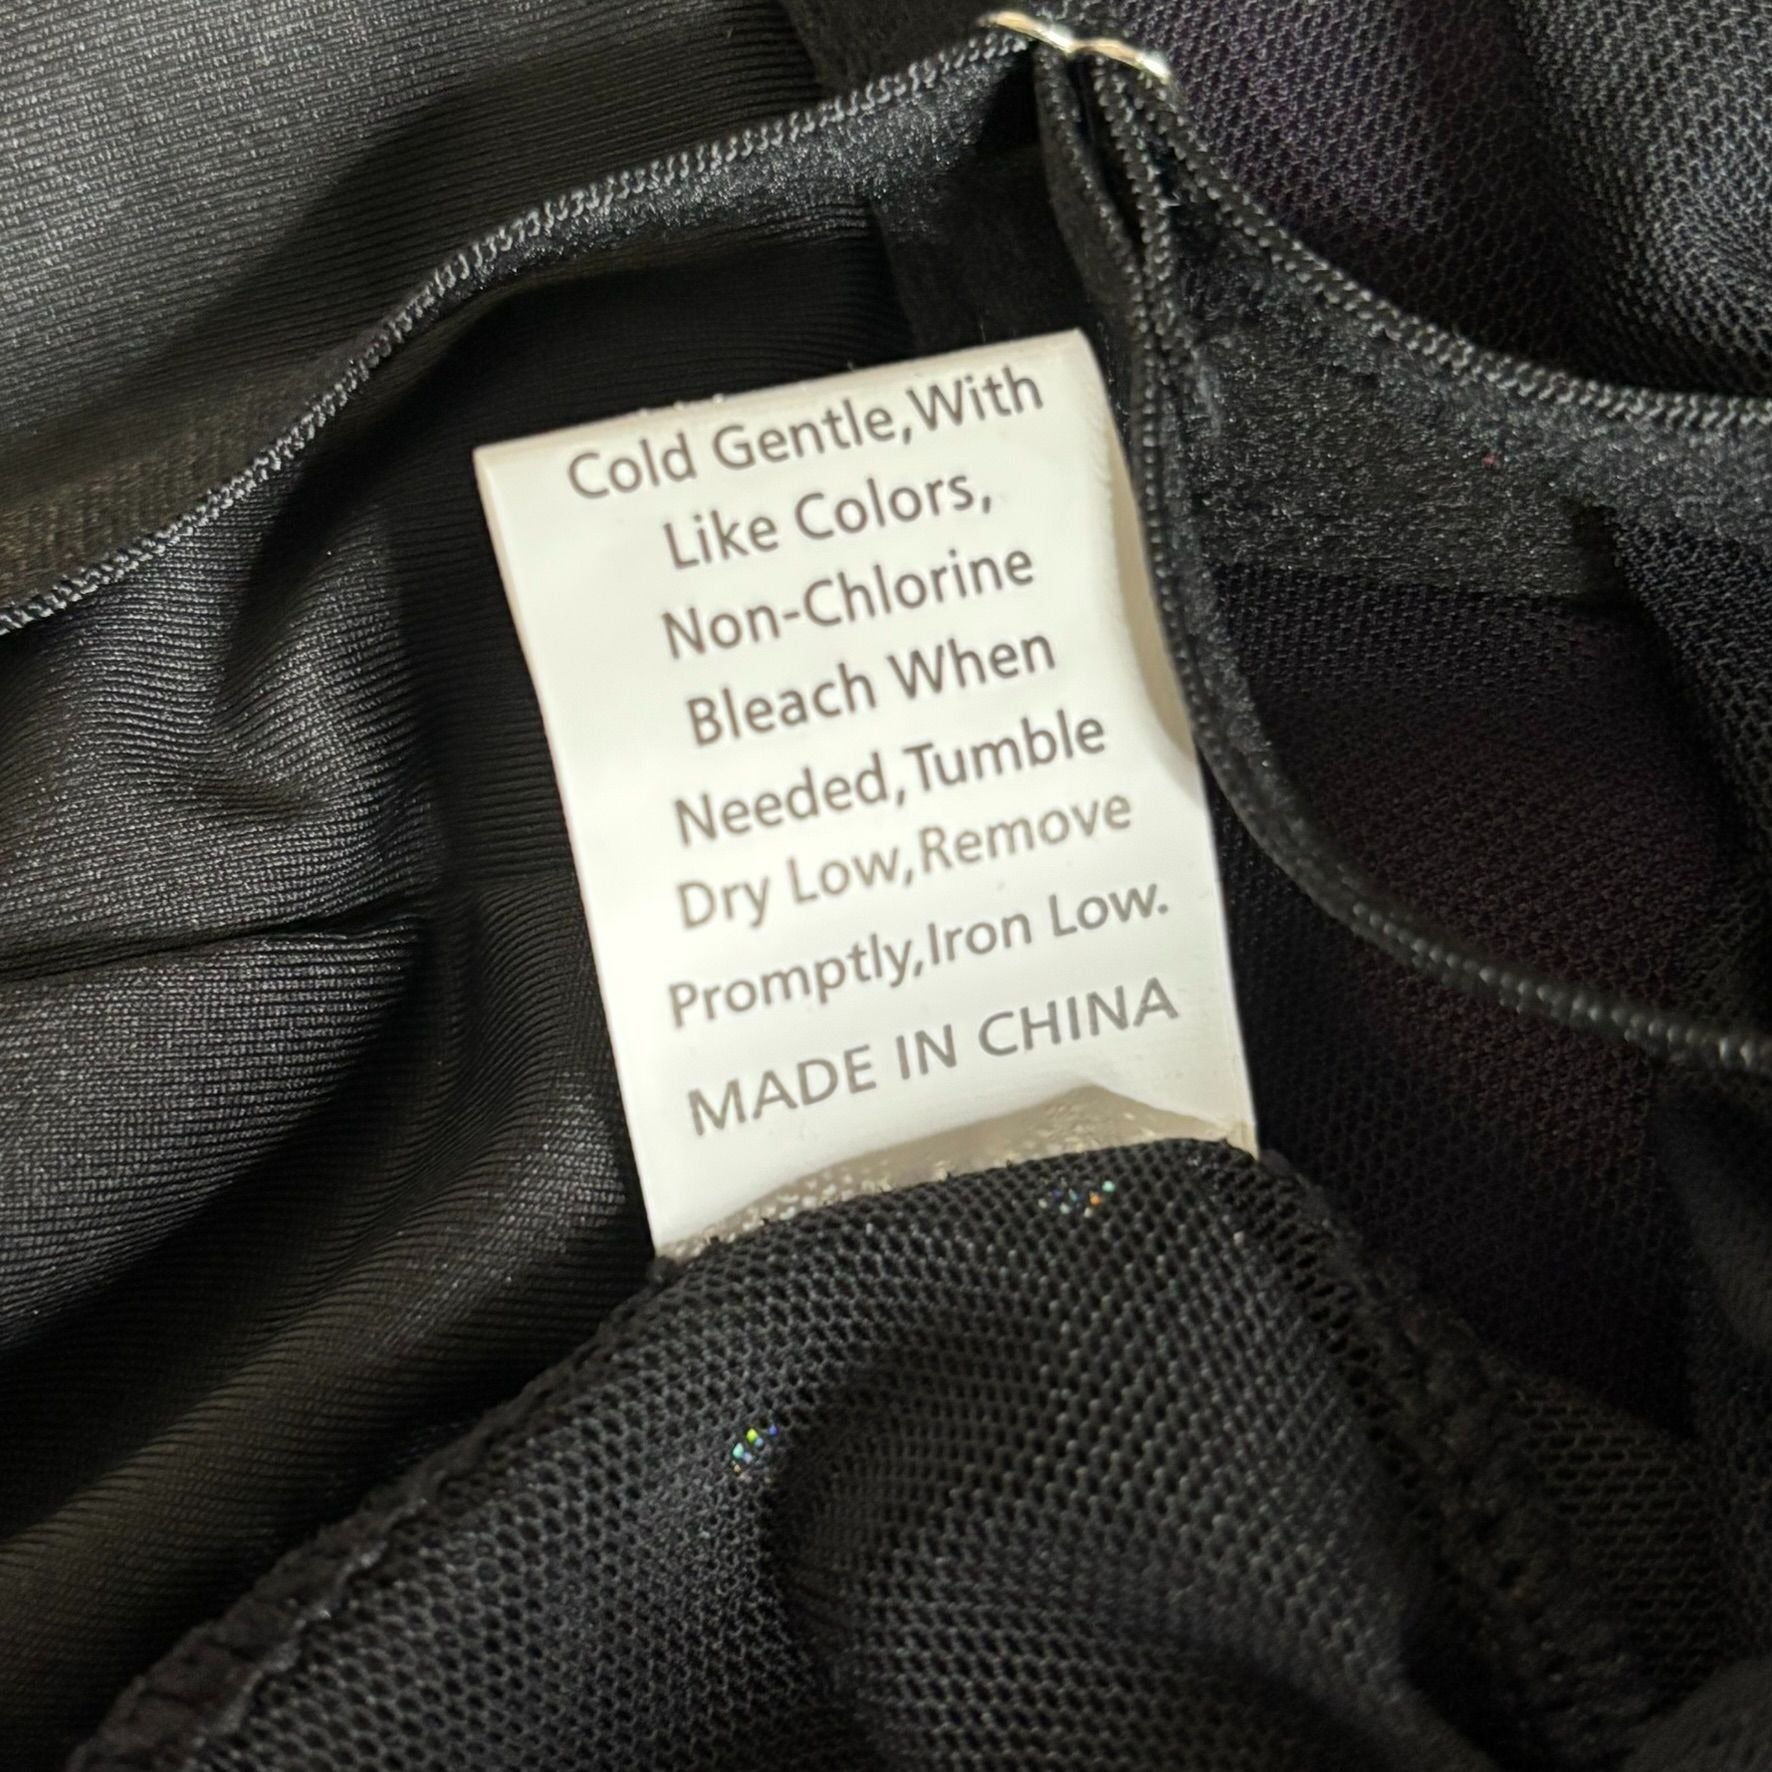 Cold Gentle,With
Like Colors,
Non-Chlorine
Bleach When
Needed,Tumble
Dry Low,Remove
Promptly,Iron Low.
MADE IN CHINA